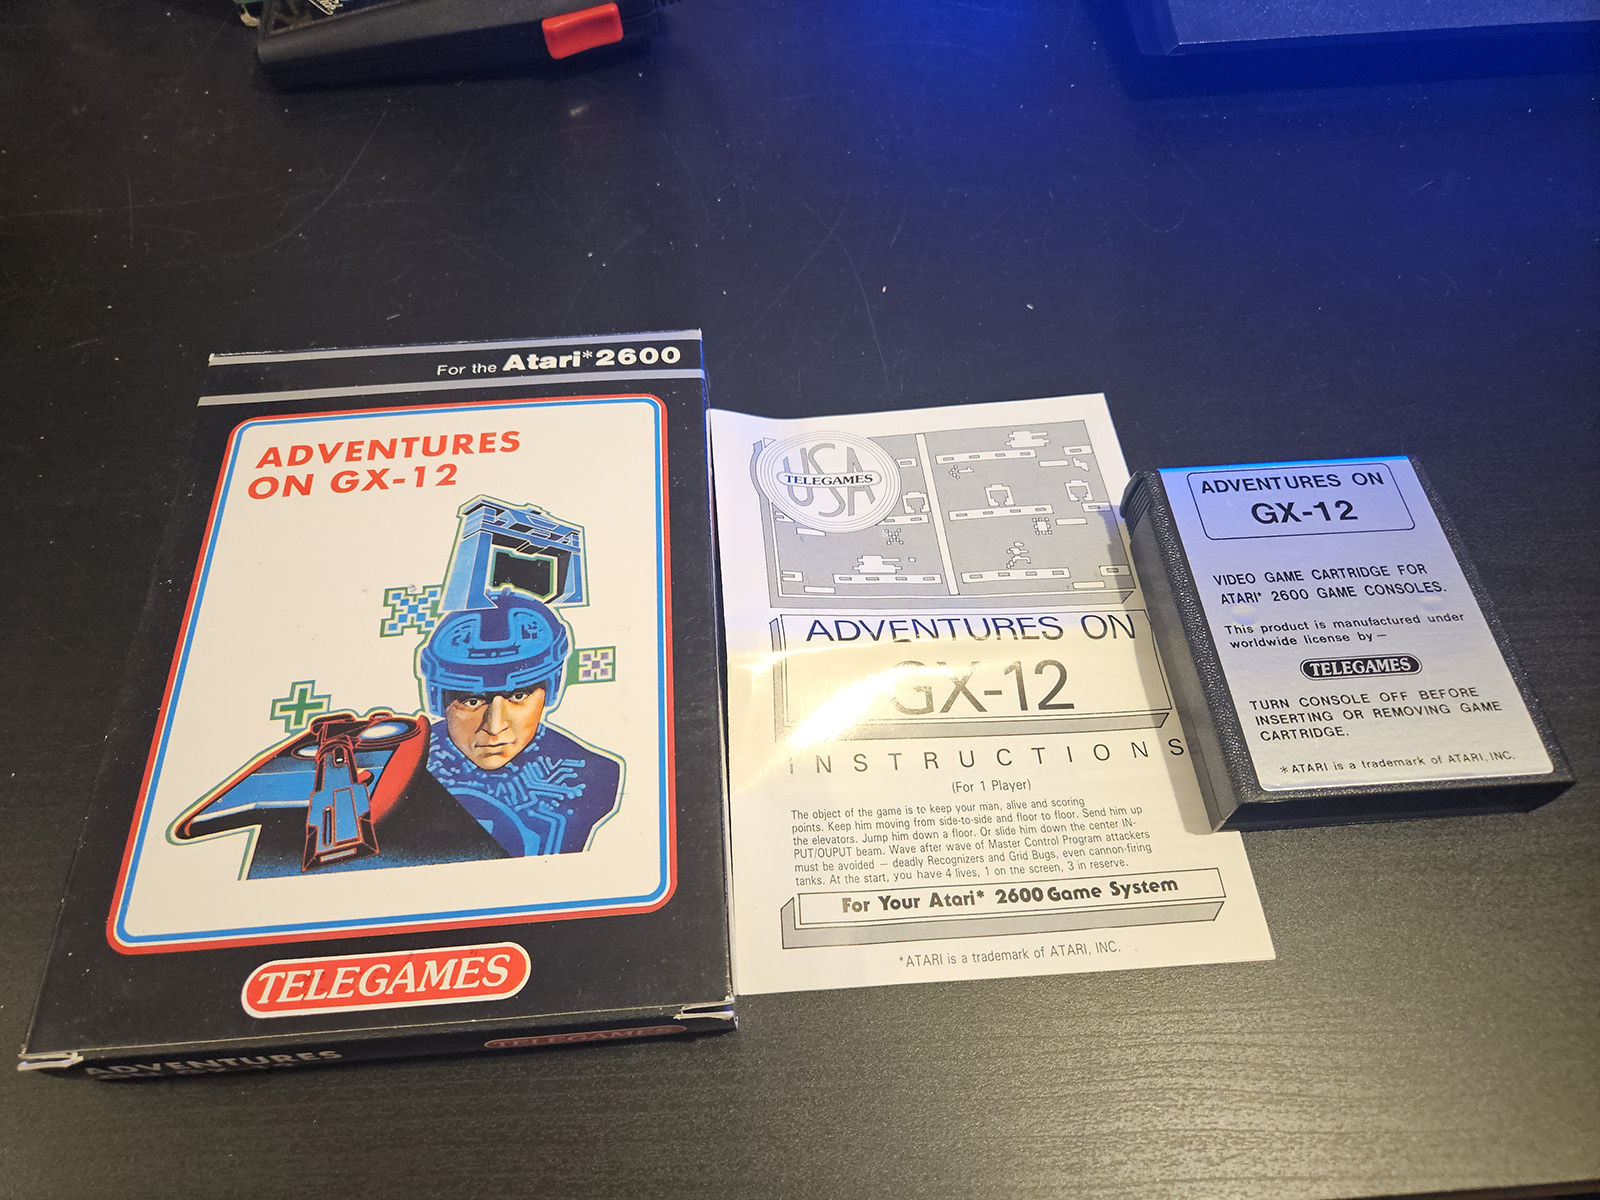 For the Atari*2600
ADVENTURES
ON GX-12
TELEGAMES
ADVENTURES
TELEGAMES
USA
TELEGAMES
ADVENTURES ON
GX-12
INSTRUCTIONS
(For 1 Player)
The object of the game is to keep your man, alive and scoring
points. Keep him moving from side-to-side and floor to floor. Send him up
the elevators. Jump him down a floor. Or slide him down the center IN-
PUT/OUPUT beam. Wave after wave of Master Control Program attackers
must be avoided — deadly Recognizers and Grid Bugs, even cannon-firing
tanks. At the start, you have 4 lives, 1 on the screen, 3 in reserve.
For Your Atari* 2600 Game System
*ATARI is a trademark of ATARI, INC.
ADVENTURES ON
GX-12
VIDEO GAME CARTRIDGE FOR
ATARI* 2600 GAME CONSOLES.
This product is manufactured under
worldwide license by —
TELEGAMES
TURN CONSOLE OFF BEFORE
INSERTING OR REMOVING GAME
CARTRIDGE.
*ATARI is a trademark of ATARI, INC.